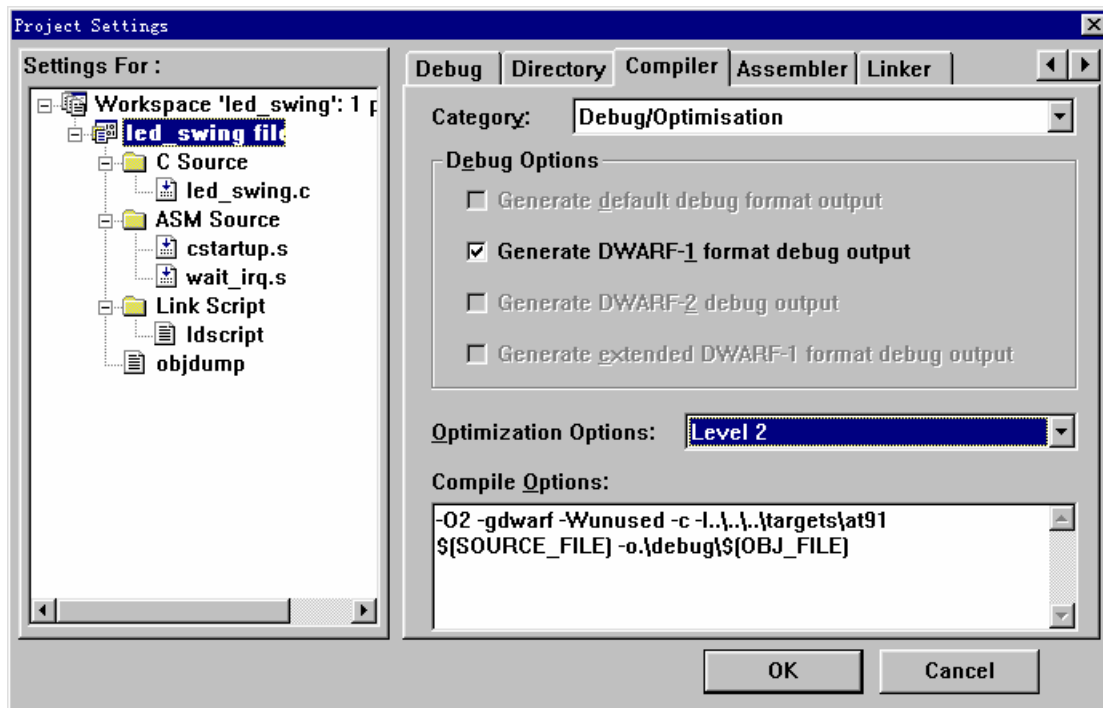 Project Settings
Settings For :
Workspace 'led_swing': 1 p
led_swing file
C Source
led_swing.c
ASM Source
cstartup.s
wait_irq.s
Link Script
ldscript
objdump
Debug
Directory
Compiler
Assembler
Linker
Category:
Debug/Optimisation
Debug Options
Generate default debug format output
Generate DWARF-1 format debug output
Generate DWARF-2 debug output
Generate extended DWARF-1 format debug output
Optimization Options:
Level 2
Compile Options:
-O2 -gdwarf -Wunused -c -I..\..\..\targets\at91
$(SOURCE_FILE) -o.\debug\$(OBJ_FILE)
OK
Cancel